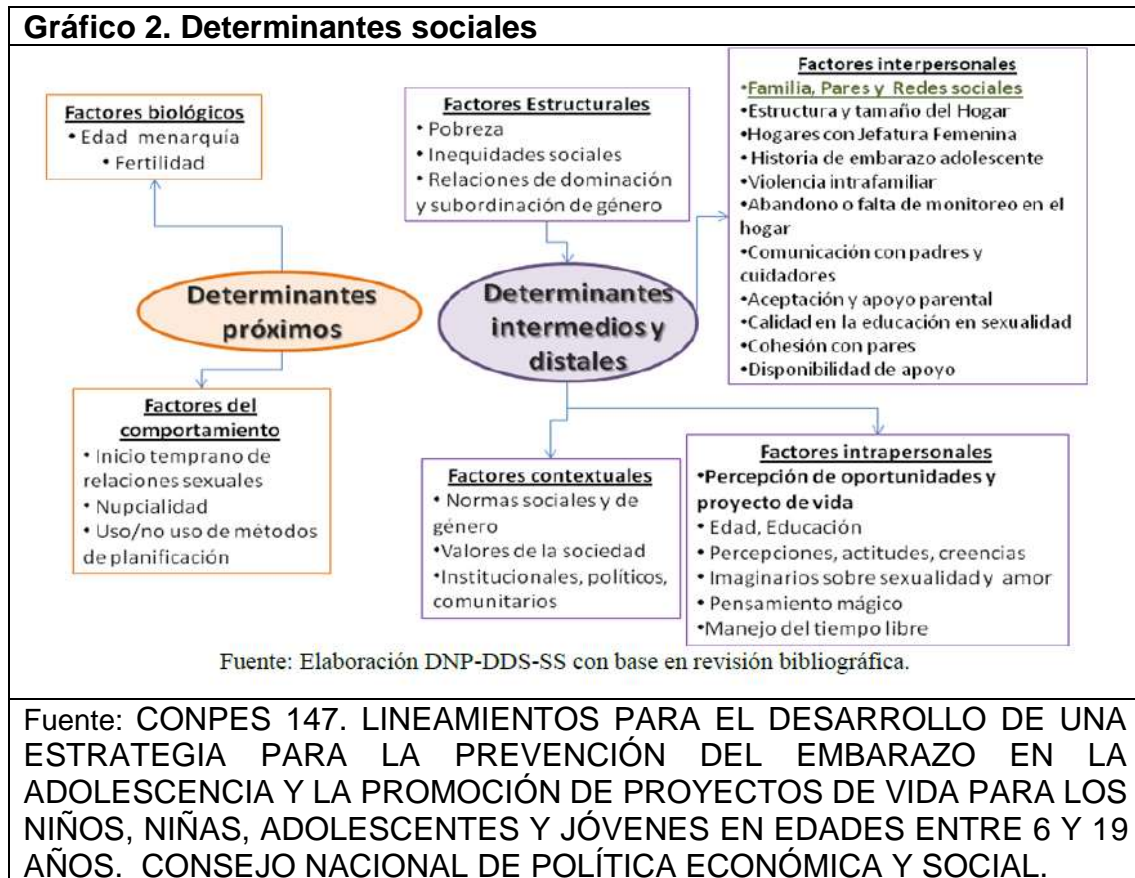 Gráfico 2. Determinantes sociales
Factores biológicos
• Edad menarquía
• Fertilidad
Determinantes
próximos
Factores del
comportamiento
• Inicio temprano de
relaciones sexuales
• Nupcialidad
• Uso/no uso de métodos
de planificación
Factores Estructurales
• Pobreza
• Inequidades sociales
• Relaciones de dominación
y subordinación de género
Determinantes
intermedios y
distales
Factores interpersonales
•Familia, Pares y Redes sociales
•Estructura y tamaño del Hogar
•Hogares con Jefatura Femenina
• Historia de embarazo adolescente
•Violencia intrafamiliar
•Abandono o falta de monitoreo en el
hogar
•Comunicación con padres y
cuidadores
•Aceptación y apoyo parental
•Calidad en la educación en sexualidad
•Cohesión con pares
•Disponibilidad de apoyo
Factores contextuales
• Normas sociales y de
género
•Valores de la sociedad
•Institucionales, políticos,
comunitarios
Factores intrapersonales
•Percepción de oportunidades y
proyecto de vida
• Edad, Educación
• Percepciones, actitudes, creencias
• Imaginarios sobre sexualidad y amor
• Pensamiento mágico
•Manejo del tiempo libre
Fuente: Elaboración DNP-DDS-SS con base en revisión bibliográfica.
Fuente: CONPES 147. LINEAMIENTOS PARA EL DESARROLLO DE UNA
ESTRATEGIA PARA LA PREVENCIÓN DEL EMBARAZO EN LA
ADOLESCENCIA Y LA PROMOCIÓN DE PROYECTOS DE VIDA PARA LOS
NIÑOS, NIÑAS, ADOLESCENTES Y JÓVENES EN EDADES ENTRE 6 Y 19
AÑOS. CONSEJO NACIONAL DE POLÍTICA ECONÓMICA Y SOCIAL.